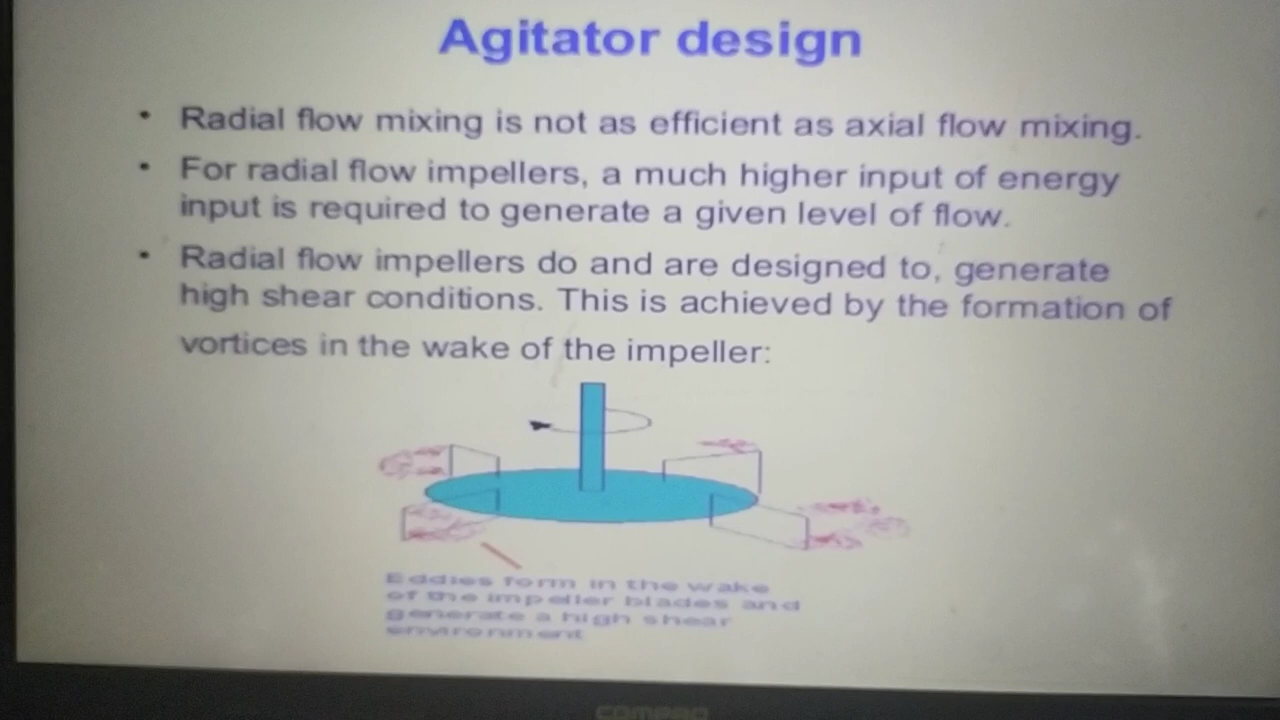 Agitator design
• Radial flow mixing is not as efficient as axial flow mixing.
• For radial flow impellers, a much higher input of energy
input is required to generate a given level of flow.
• Radial flow impellers do and are designed to, generate
high shear conditions. This is achieved by the formation of
vortices in the wake of the impeller:
Eddies form in the wake
of the impeller blades and
generate a high shear
environment
COMPAQ